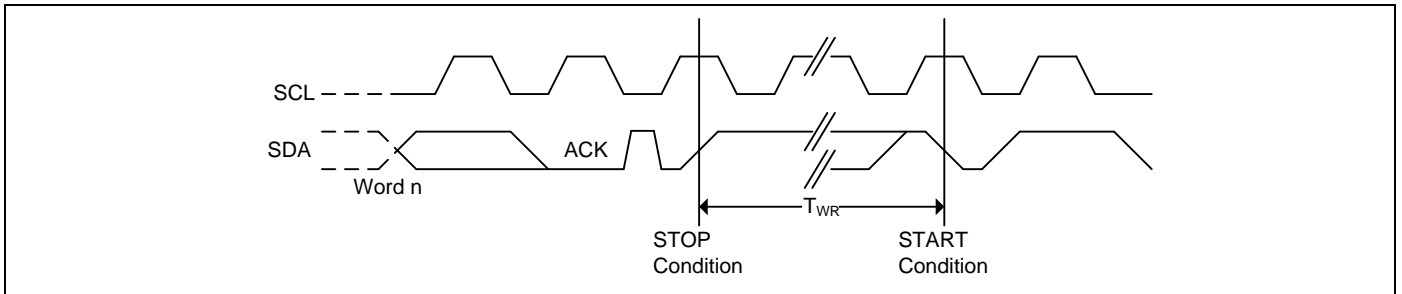 SCL
SDA
ACK
Word n
TWR
STOP
Condition
START
Condition